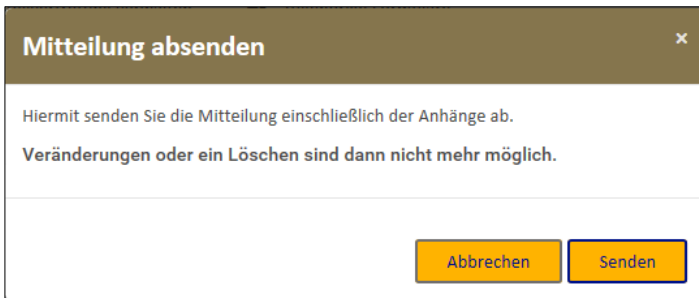 Mitteilung absenden
×
Hiermit senden Sie die Mitteilung einschließlich der Anhänge ab.
Veränderungen oder ein Löschen sind dann nicht mehr möglich.
Abbrechen
Senden